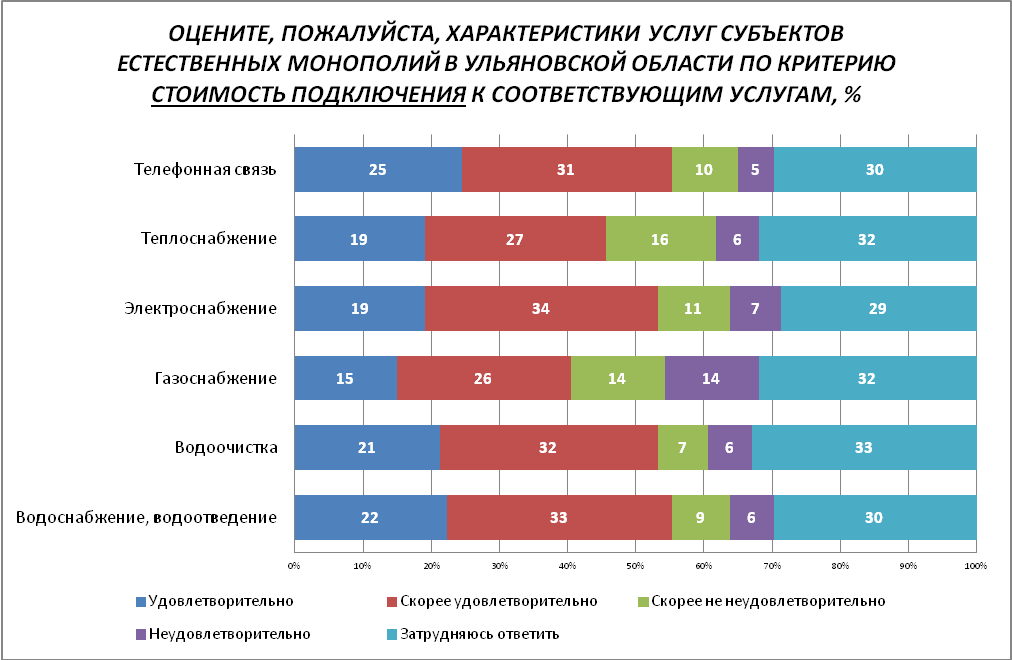 ОЦЕНИТЕ, ПОЖАЛУЙСТА, ХАРАКТЕРИСТИКИ УСЛУГ СУБЪЕКТОВ
ЕСТЕСТВЕННЫХ МОНОПОЛИЙ В УЛЬЯНОВСКОЙ ОБЛАСТИ ПО КРИТЕРИЮ
СТОИМОСТЬ ПОДКЛЮЧЕНИЯ К СООТВЕТСТВУЮЩИМ УСЛУГАМ, %
Телефонная связь 25 31 10 5 30
Теплоснабжение 19 27 16 6 32
Электроснабжение 19 34 11 7 29
Газоснабжение 15 26 14 14 32
Водоочистка 21 32 7 6 33
Водоснабжение, водоотведение 22 33 9 6 30
0% 10% 20% 30% 40% 50% 60% 70% 80% 90% 100%
Удовлетворительно Скорее удовлетворительно Скорее не неудовлетворительно
Неудовлетворительно Затрудняюсь ответить